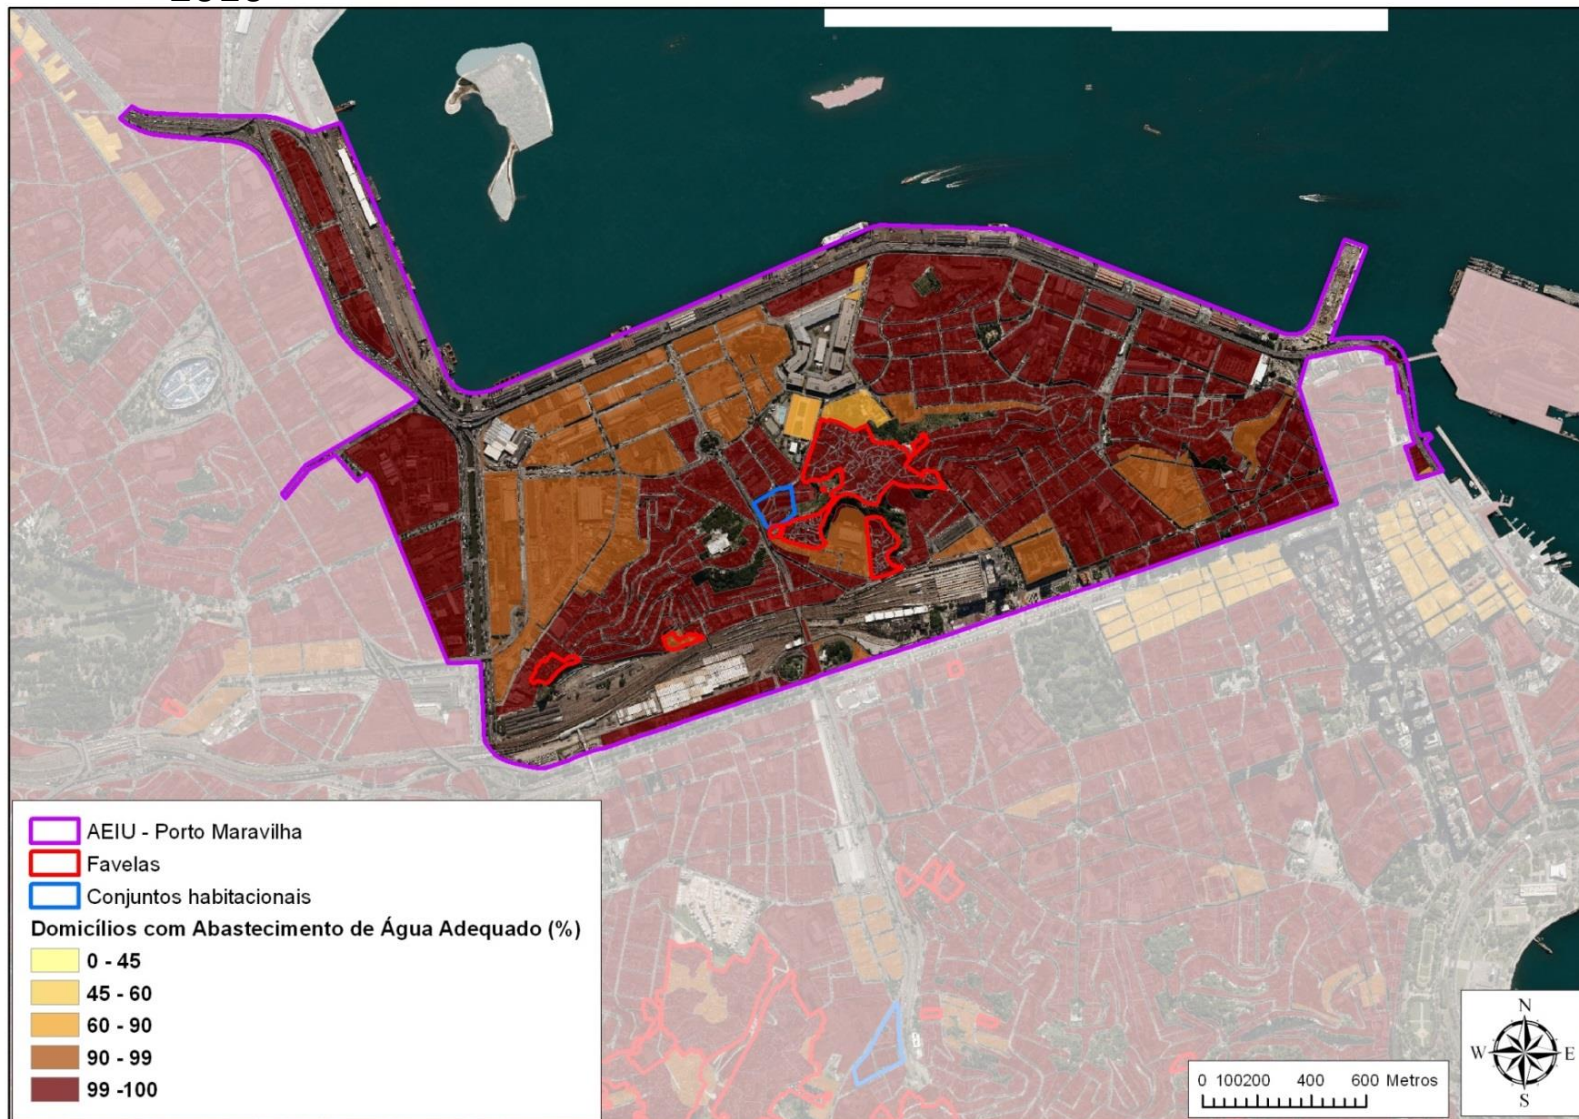 AEIU - Porto Maravilha
Favelas
Conjuntos habitacionais
Domicílios com Abastecimento de Água Adequado (%)
0 - 45
45 - 60
60 - 90
90 - 99
99 -100
N
W E
S
0 100200 400 600 Metros